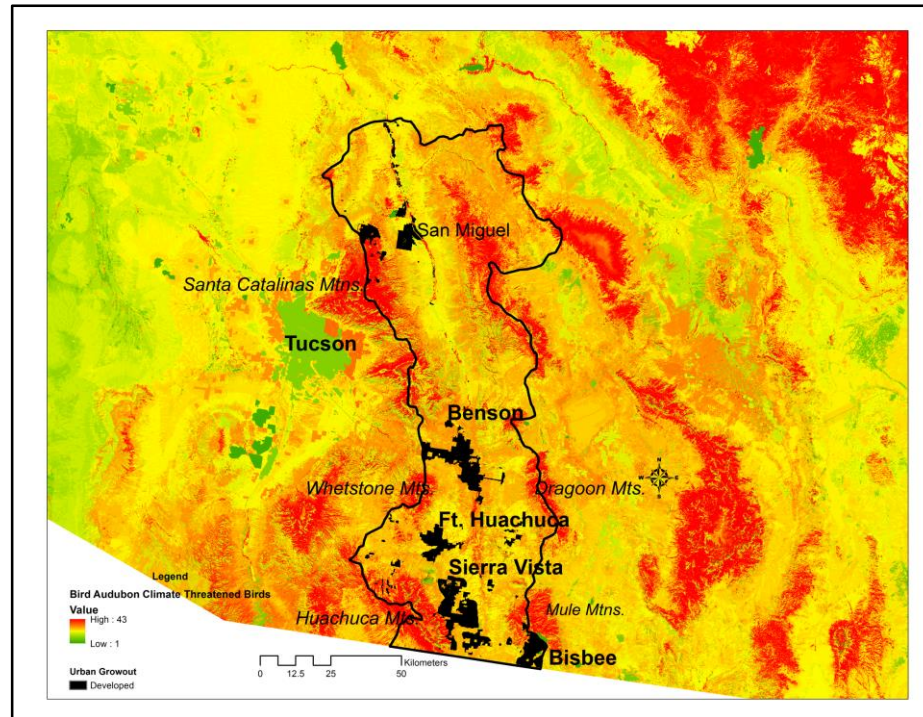 San Miguel
Santa Catalinas Mtns.
Tucson
Benson
N
W E
S
Whetstone Mts.
Dragoon Mts.
Ft. Huachuca
Sierra Vista
Legend
Bird Audubon Climate Threatened Birds
Value
High : 43
Low : 1
Huachuca Mts.
Mule Mtns.
Bisbee
Urban Growout
Developed
Kilometers
0 12.5 25 50